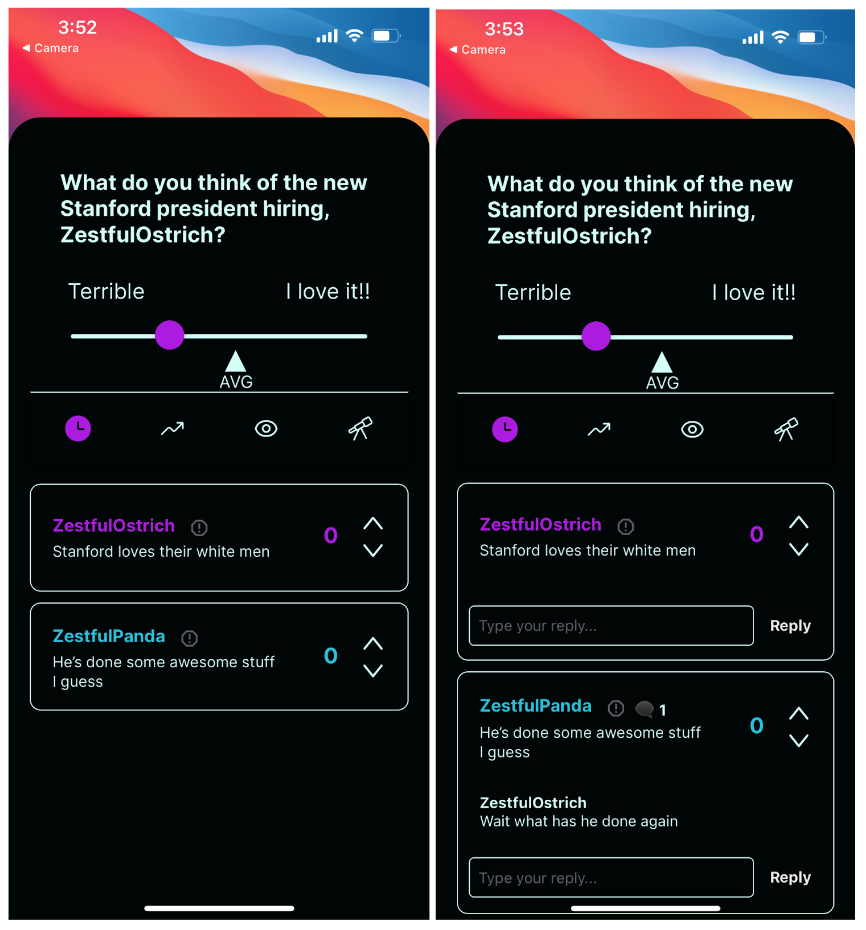 3:52
◀ Camera
What do you think of the new
Stanford president hiring,
ZestfulOstrich?
Terrible I love it!!
AVG
ZestfulOstrich
Stanford loves their white men
0
ZestfulPanda
He's done some awesome stuff
I guess
0
3:53
◀ Camera
What do you think of the new
Stanford president hiring,
ZestfulOstrich?
Terrible I love it!!
AVG
ZestfulOstrich
Stanford loves their white men
0
Type your reply... Reply
ZestfulPanda 1
He's done some awesome stuff
I guess
0
ZestfulOstrich
Wait what has he done again
Type your reply... Reply